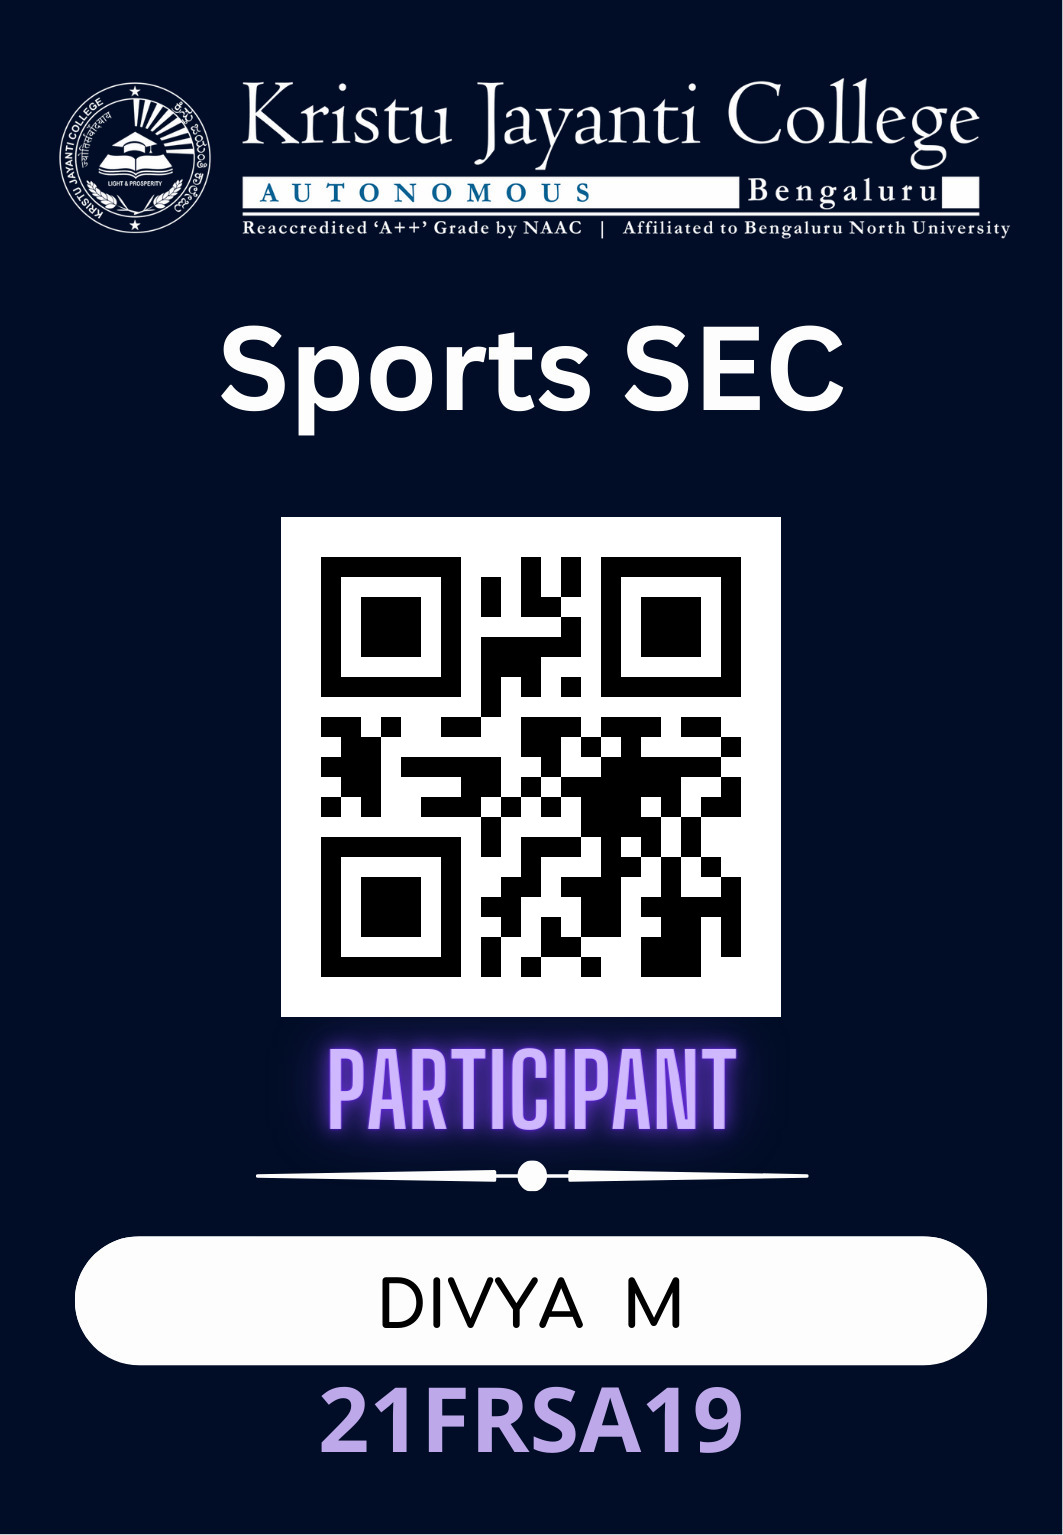 Kristu Jayanti College
AUTONOMOUS Bengaluru
Reaccredited ‘A++’ Grade by NAAC | Affiliated to Bengaluru North University
KRISTU JAYANTI COLLEGE
LIGHT & PROSPERITY
Sports SEC
PARTICIPANT
DIVYA M
21FRSA19